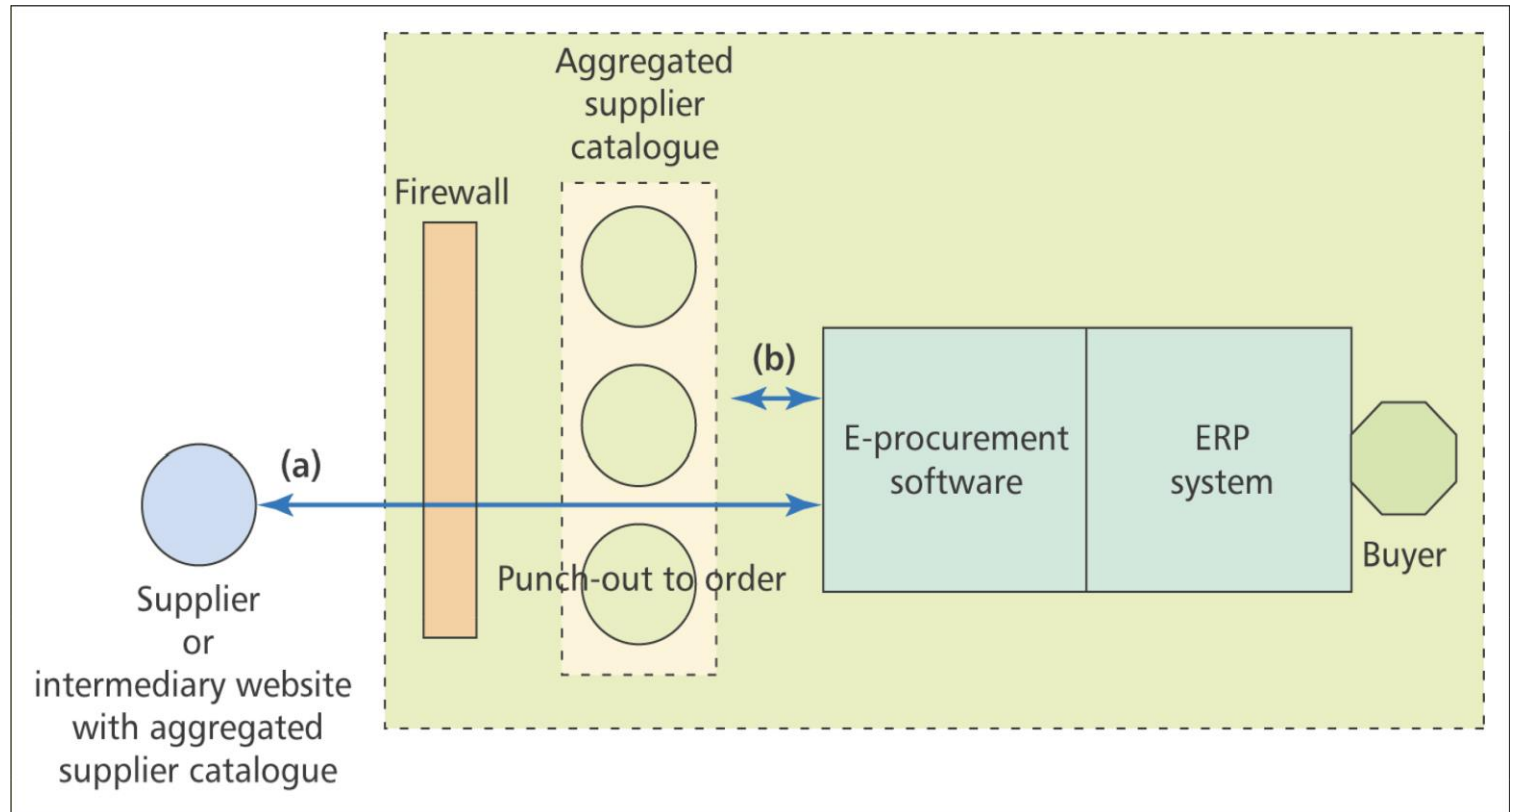 Aggregated
supplier
catalogue
Firewall
(b)
E-procurement
software
ERP
system
(a)
Punch-out to order
Buyer
Supplier
or
intermediary website
with aggregated
supplier catalogue